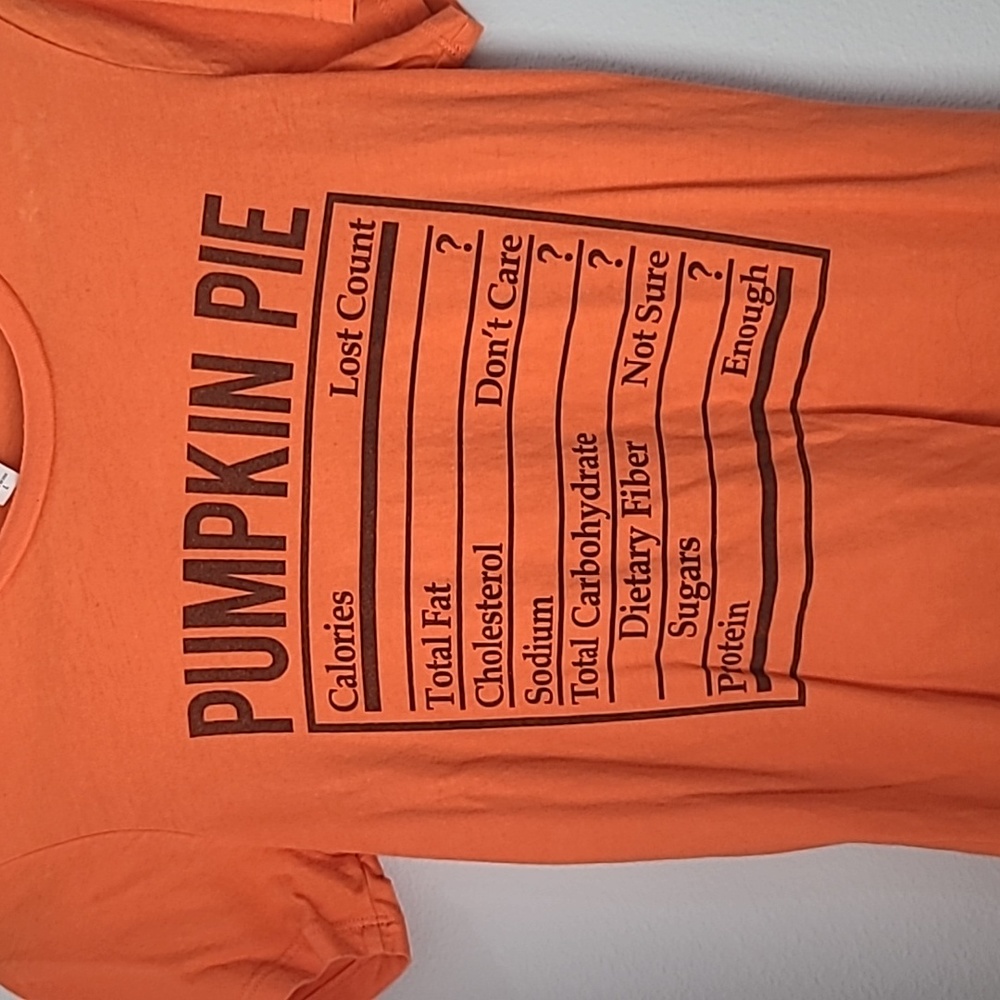 PUMPKIN PIE
Calories Lost Count
Total Fat ?
Cholesterol Don't Care
Sodium ?
Total Carbohydrate ?
Dietary Fiber Not Sure
Sugars ?
Protein Enough